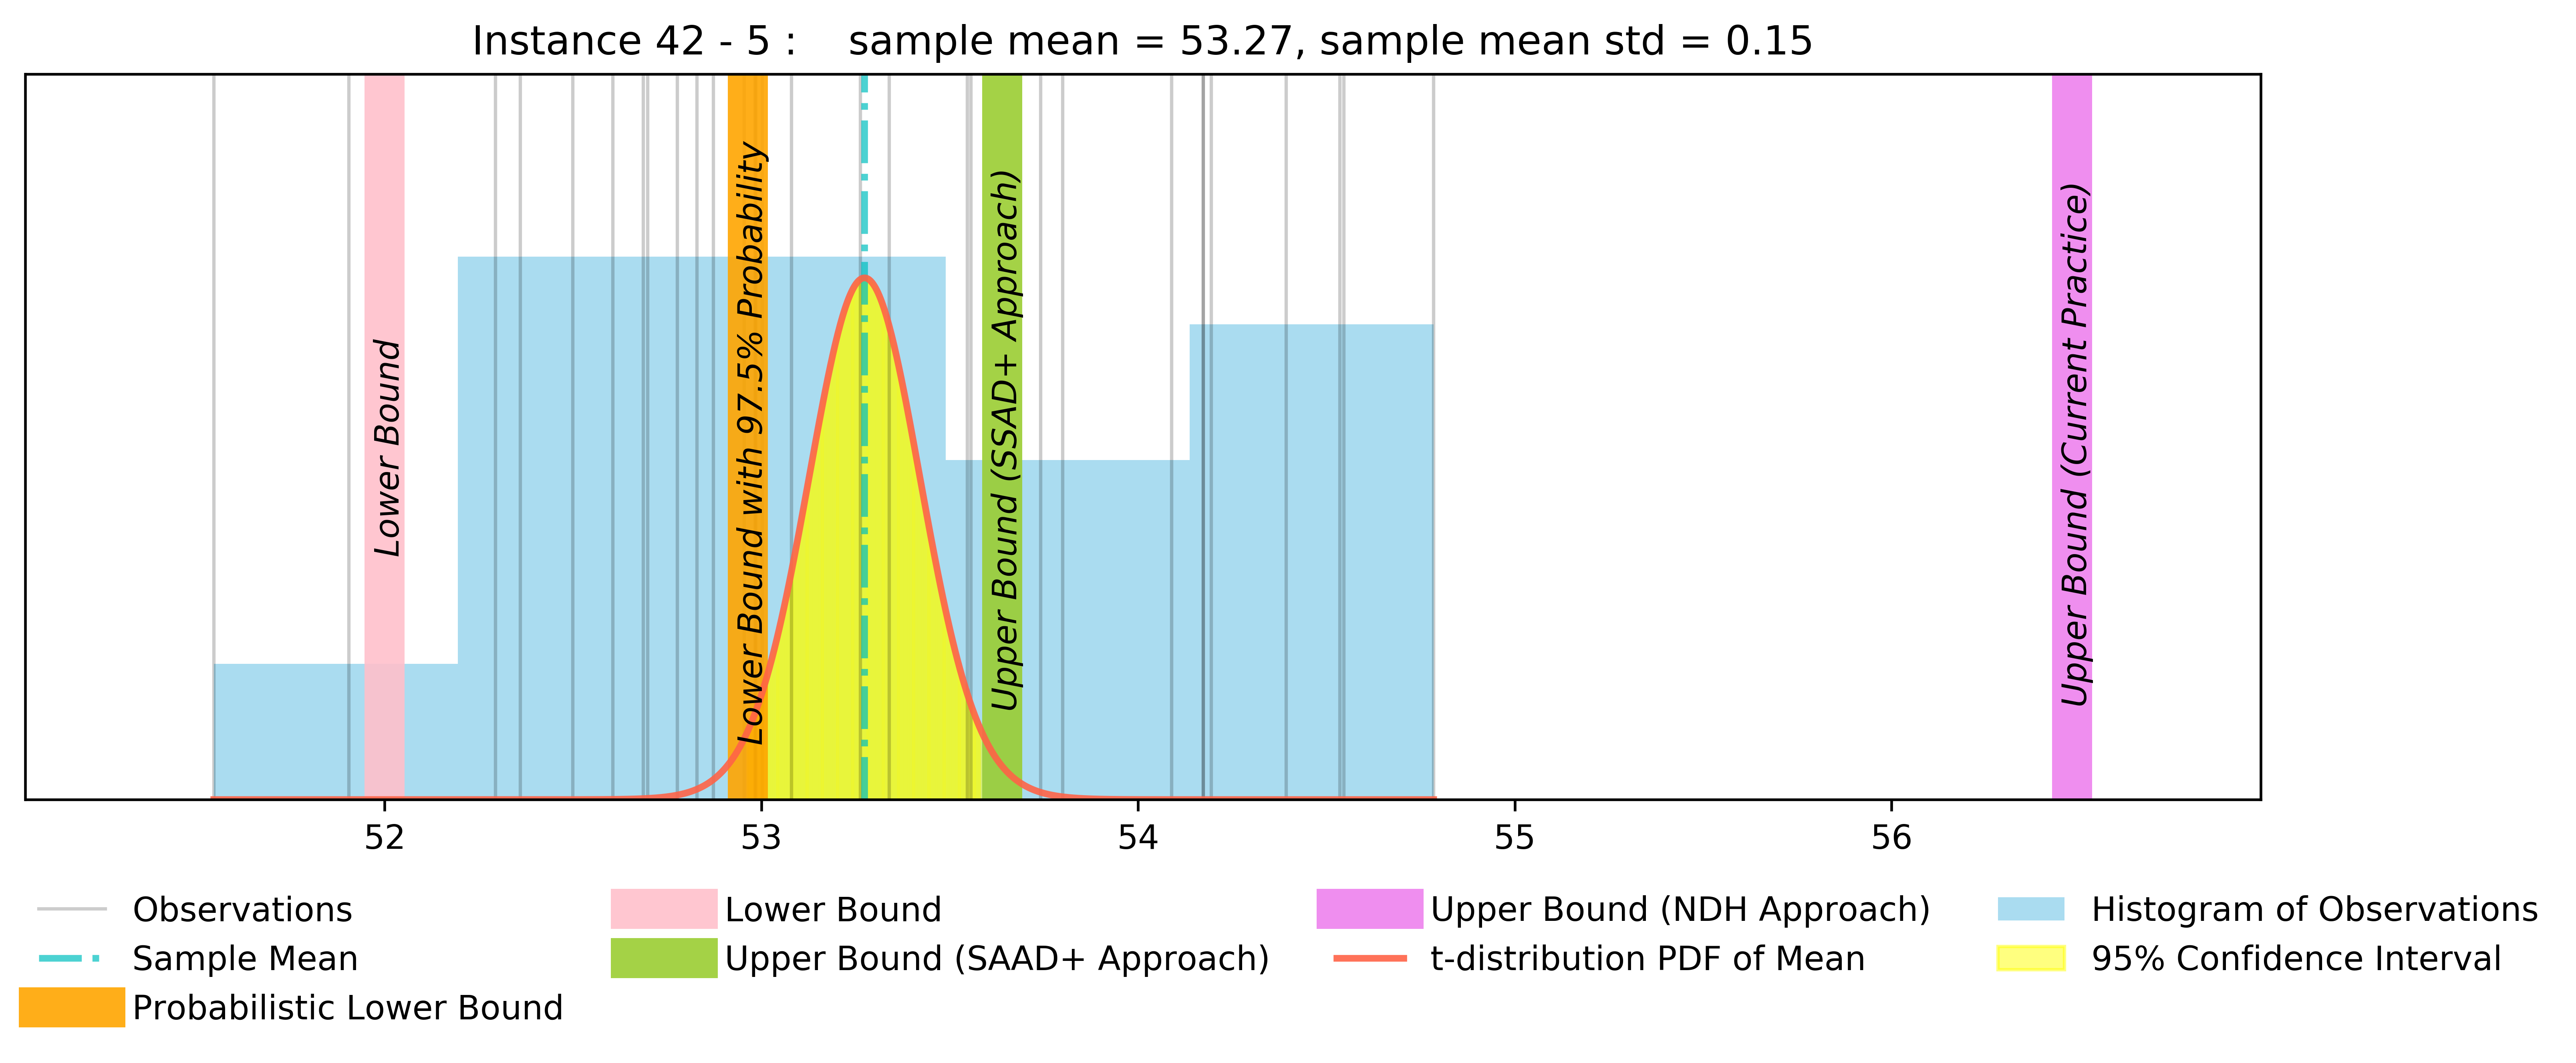 Instance 42 - 5 :    sample mean = 53.27, sample mean std = 0.15
Lower Bound
Lower Bound with 97.5% Probability
Upper Bound (SSAD+ Approach)
Upper Bound (Current Practice)
52 53 54 55 56
Observations
Sample Mean
Probabilistic Lower Bound
Lower Bound
Upper Bound (SAAD+ Approach)
Upper Bound (NDH Approach)
t-distribution PDF of Mean
Histogram of Observations
95% Confidence Interval